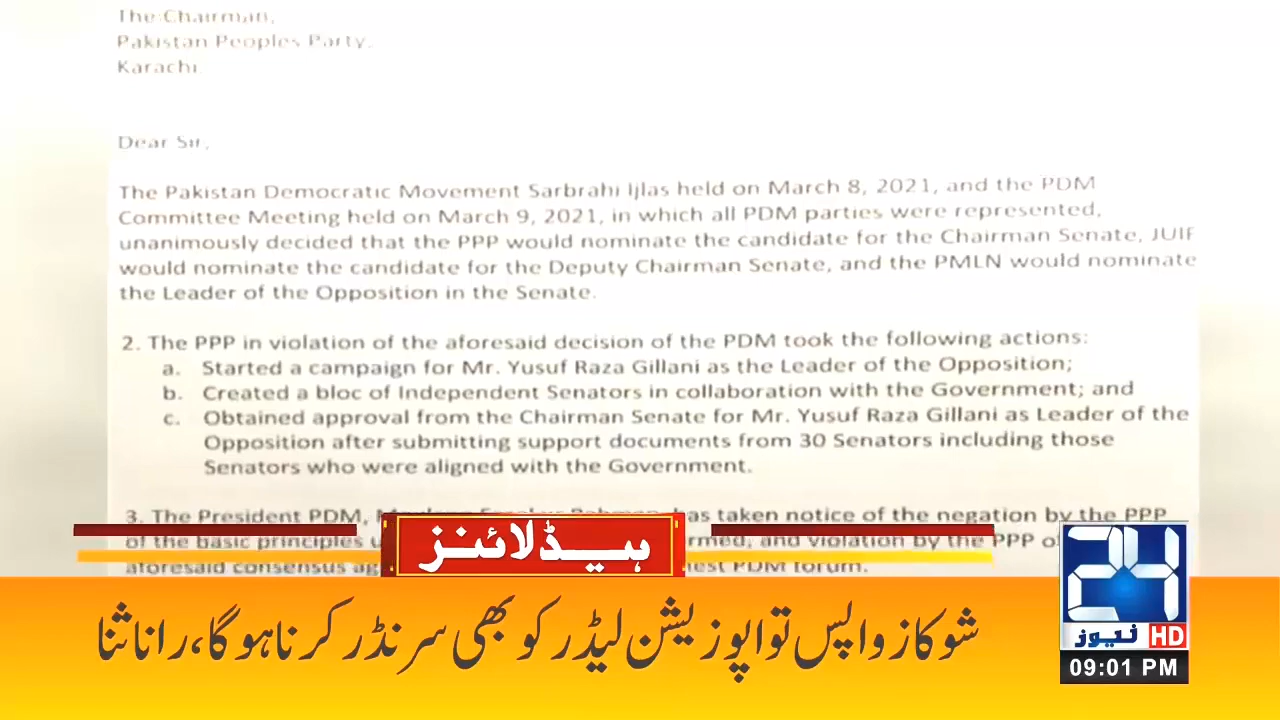 The Chairman,
Pakistan Peoples Party,
Karachi.
Dear Sir,
The Pakistan Democratic Movement Sarbrahi Ijlas held on March 8, 2021, and the PDM
Committee Meeting held on March 9, 2021, in which all PDM parties were represented,
unanimously decided that the PPP would nominate the candidate for the Chairman Senate, JUIF
would nominate the candidate for the Deputy Chairman Senate, and the PMLN would nominate
the Leader of the Opposition in the Senate.
2. The PPP in violation of the aforesaid decision of the PDM took the following actions:
a. Started a campaign for Mr. Yusuf Raza Gillani as the Leader of the Opposition;
b. Created a bloc of Independent Senators in collaboration with the Government; and
c. Obtained approval from the Chairman Senate for Mr. Yusuf Raza Gillani as Leader of the
Opposition after submitting support documents from 30 Senators including those
Senators who were aligned with the Government.
3. The President PDM, has taken notice of the negation by the PPP
of the basic principles and violation by the PPP
aforesaid consensus PDM forum.
ہیڈلائنز
شوکاز واپس تو اپوزیشن لیڈر کو بھی سرنڈر کرنا ہوگا، رانا ثنا
24
نیوز HD
09:01 PM